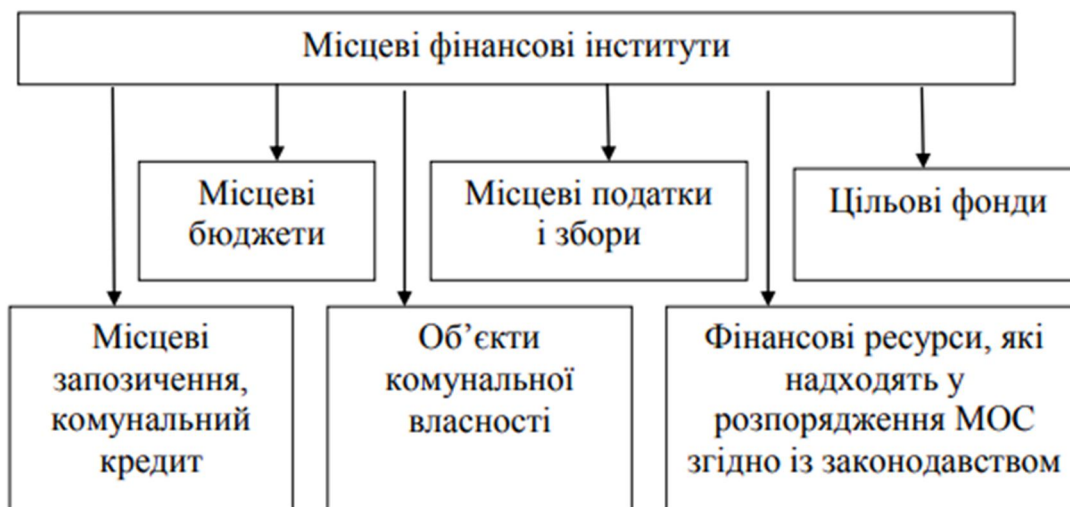 Місцеві фінансові інститути
Місцеві
бюджети
Місцеві податки
і збори
Цільові фонди
Місцеві
запозичення,
комунальний
кредит
Об’єкти
комунальної
власності
Фінансові ресурси, які
надходять у
розпорядження МОС
згідно із законодавством